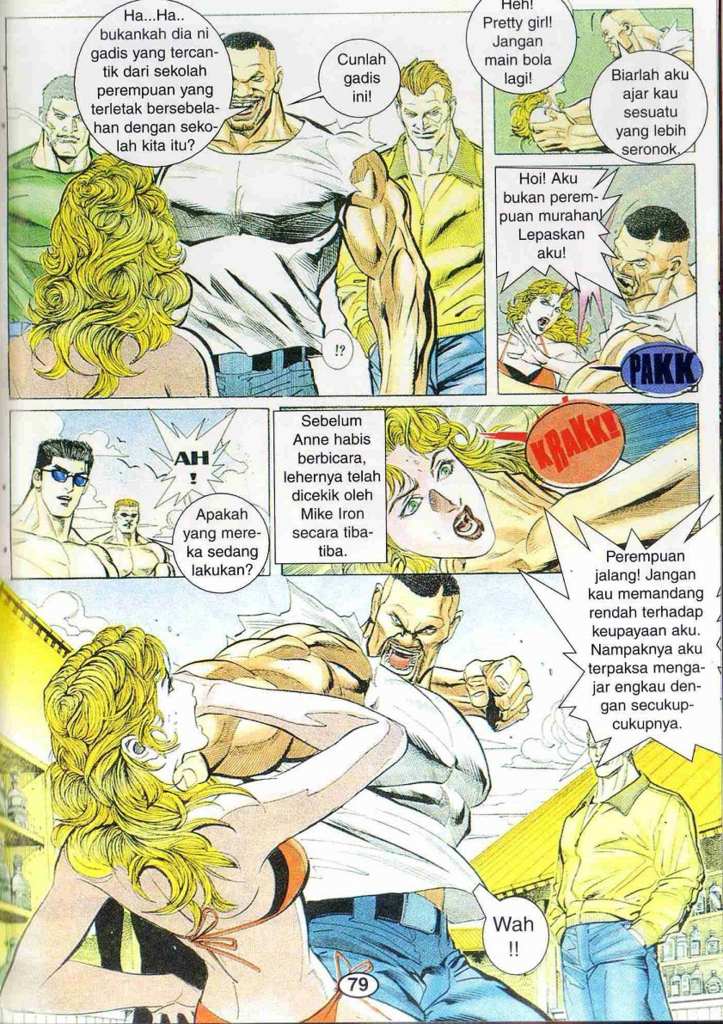 Ha...Ha..
bukankah dia ni
gadis yang tercan-
tik dari sekolah
perempuan yang
terletak bersebela-
han dengan seko-
lah kita itu?
Cunlah
gadis
ini!
!?
Heh!
Pretty girl!
Jangan
main bola
lagi!
Biarlah aku
ajar kau
sesuatu
yang lebih
seronok.
Hoi! Aku
bukan perem-
puan murahan!
Lepaskan
aku!
PAKK
AH
!
Apakah
yang mere-
ka sedang
lakukan?
Sebelum
Anne habis
berbicara,
lehernya telah
dicekik oleh
Mike Iron
secara tiba-
tiba.
KRAKK!
Perempuan
jalang! Jangan
kau memandang
rendah terhadap
keupayaan aku.
Nampaknya aku
terpaksa menga-
jar engkau den-
gan secukup-
cukupnya.
Wah
!!
79